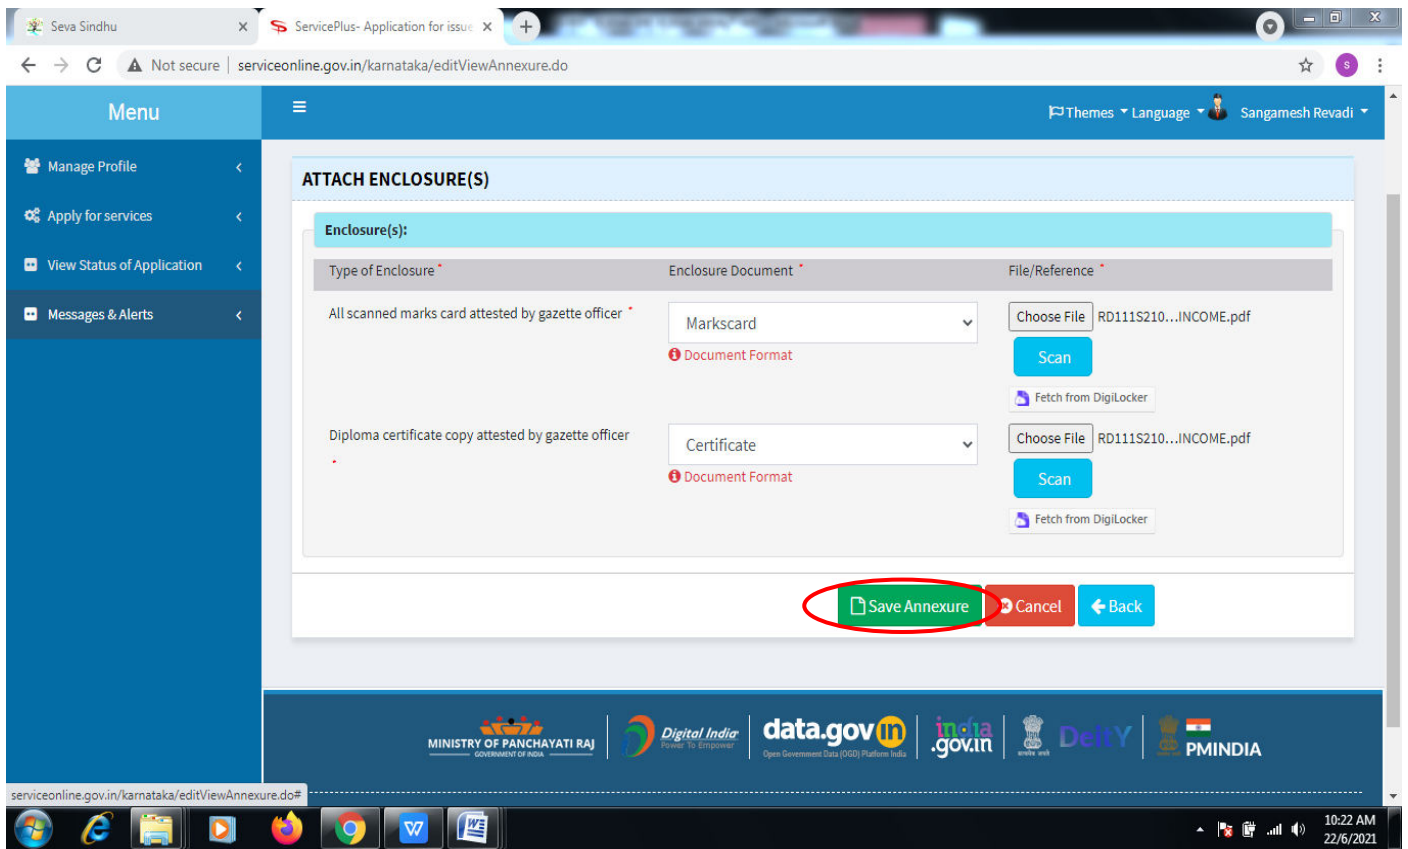 Seva Sindhu
ServicePlus- Application for issue
Not secure | serviceonline.gov.in/karnataka/editViewAnnexure.do
S
Menu
Themes Language Sangamesh Revadi
Manage Profile
Apply for services
View Status of Application
Messages & Alerts
ATTACH ENCLOSURE(S)
Enclosure(s):
Type of Enclosure * Enclosure Document * File/Reference *
All scanned marks card attested by gazette officer * Markscard Choose File RD111S210...INCOME.pdf
Document Format
Scan
Fetch from DigiLocker
Diploma certificate copy attested by gazette officer Certificate Choose File RD111S210...INCOME.pdf
*
Document Format
Scan
Fetch from DigiLocker
Save Annexure Cancel Back
MINISTRY OF PANCHAYATI RAJ
GOVERNMENT OF INDIA
Digital India
Power To Empower
data.gov in
Open Government Data (OGD) Platform India
india
.gov.in
DeitY
PMINDIA
serviceonline.gov.in/karnataka/editViewAnnexure.do#
W
10:22 AM
22/6/2021